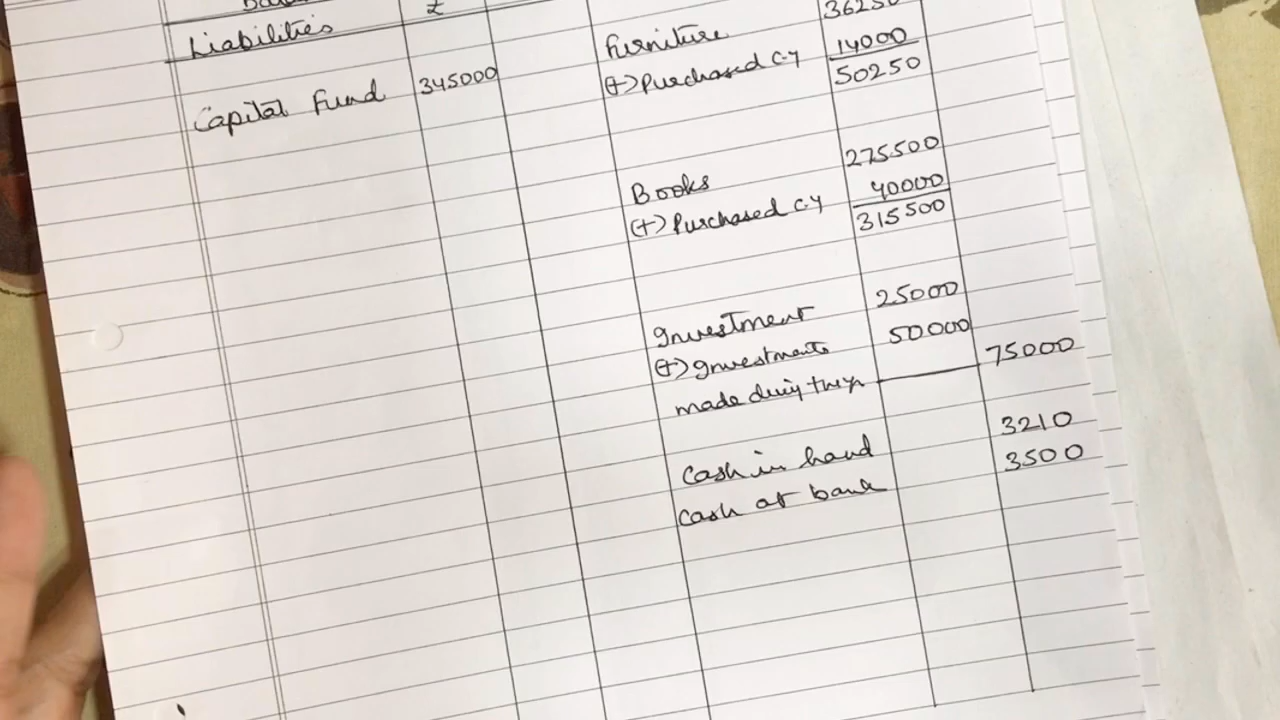 ₹
Liabilities
Capital Fund 345000
36250
Furniture 14000
(+) Purchased C.Y 50250
Books 275500
(+) Purchased C.Y 40000
315500
Investment 25000
(+) Investments 50000
made during the yr 75000
Cash in hand 3210
Cash at bank 3500